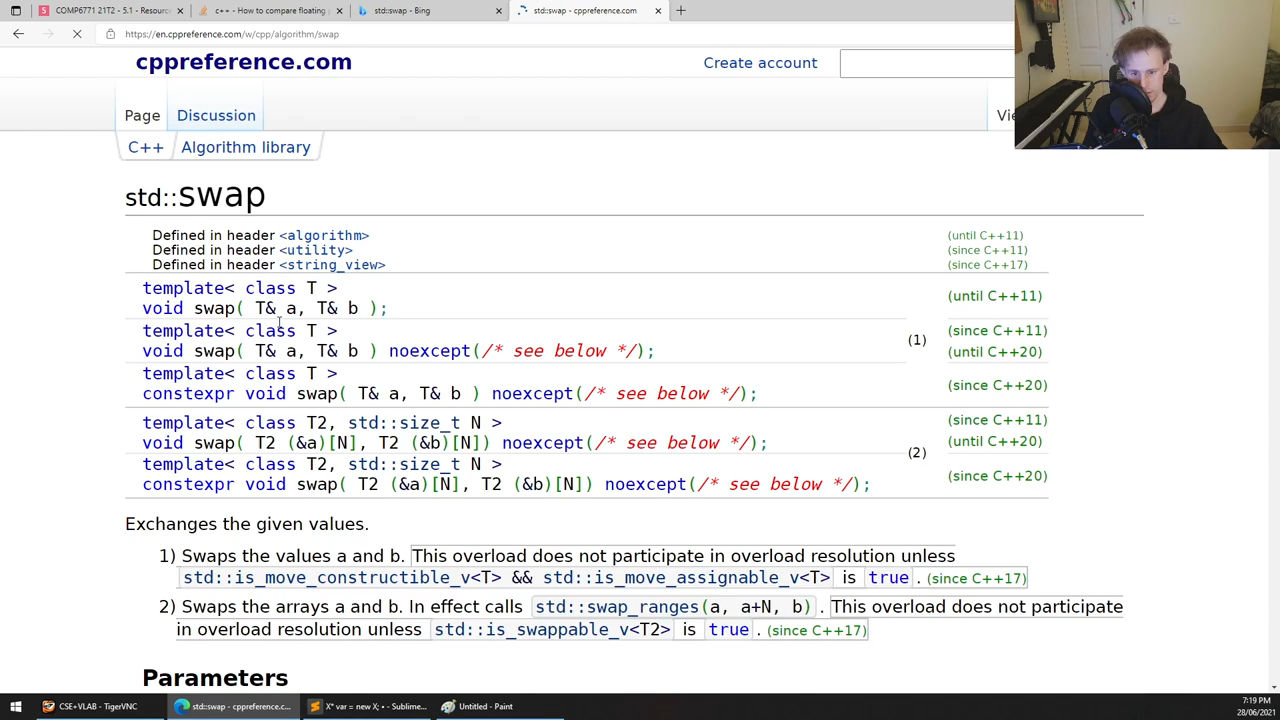 COMP6771 21T2 - 5.1 - Resourc
c++ - How to compare floating p
std::swap - Bing
std::swap - cppreference.com
https://en.cppreference.com/w/cpp/algorithm/swap
cppreference.com
Create account
Page
Discussion
Vie
C++
Algorithm library
std::swap
Defined in header <algorithm> (until C++11)
Defined in header <utility> (since C++11)
Defined in header <string_view> (since C++17)
template< class T >
void swap( T& a, T& b ); (until C++11)
template< class T > (since C++11)
(1)
void swap( T& a, T& b ) noexcept(/* see below */); (until C++20)
template< class T >
constexpr void swap( T& a, T& b ) noexcept(/* see below */); (since C++20)
template< class T2, std::size_t N > (since C++11)
void swap( T2 (&a)[N], T2 (&b)[N]) noexcept(/* see below */); (until C++20)
(2)
template< class T2, std::size_t N >
constexpr void swap( T2 (&a)[N], T2 (&b)[N]) noexcept(/* see below */); (since C++20)
Exchanges the given values.
1) Swaps the values a and b. This overload does not participate in overload resolution unless
std::is_move_constructible_v<T> && std::is_move_assignable_v<T> is true . (since C++17)
2) Swaps the arrays a and b. In effect calls std::swap_ranges(a, a+N, b) . This overload does not participate
in overload resolution unless std::is_swappable_v<T2> is true . (since C++17)
Parameters
CSE+VLAB - TigerVNC
std::swap - cppreference.c...
X* var = new X; • - Sublime...
Untitled - Paint
7:19 PM
28/06/2021